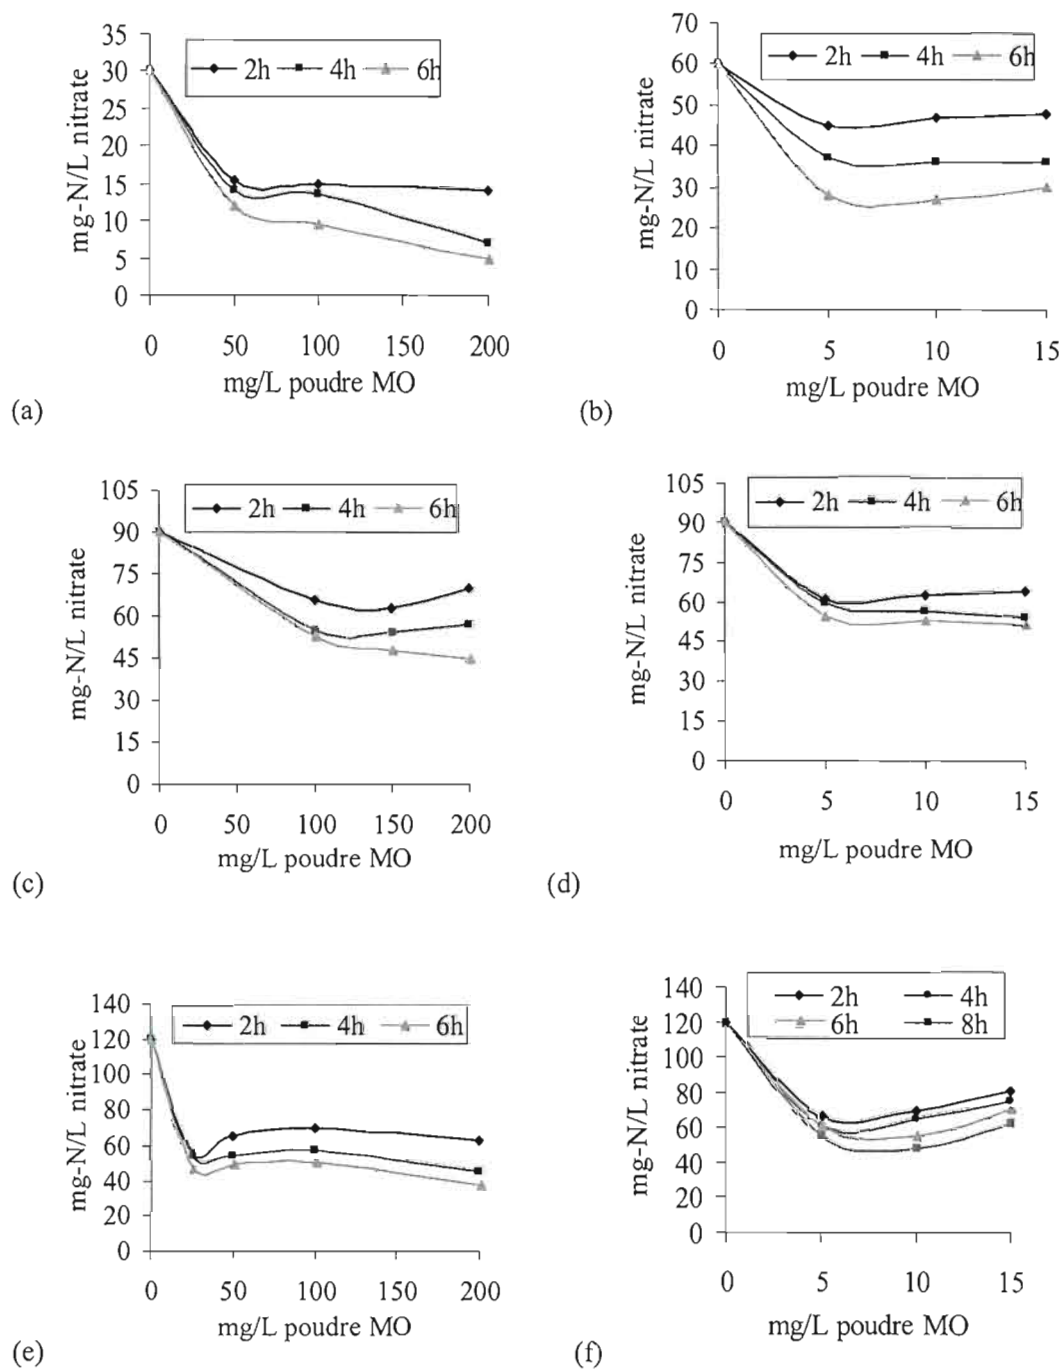 35
30
25
20
15
10
5
0
mg-N/L nitrate
2h 4h 6h
0 50 100 150 200
mg/L poudre MO
(a)
70
60
50
40
30
20
10
0
mg-N/L nitrate
2h 4h 6h
0 5 10 15
mg/L poudre MO
(b)
105
90
75
60
45
30
15
0
mg-N/L nitrate
2h 4h 6h
0 50 100 150 200
mg/L poudre MO
(c)
105
90
75
60
45
30
15
0
mg-N/L nitrate
2h 4h 6h
0 5 10 15
mg/L poudre MO
(d)
140
120
100
80
60
40
20
0
mg-N/L nitrate
2h 4h 6h
0 50 100 150 200
mg/L poudre MO
(e)
140
120
100
80
60
40
20
0
mg-N/L nitrate
2h 4h
6h 8h
0 5 10 15
mg/L poudre MO
(f)